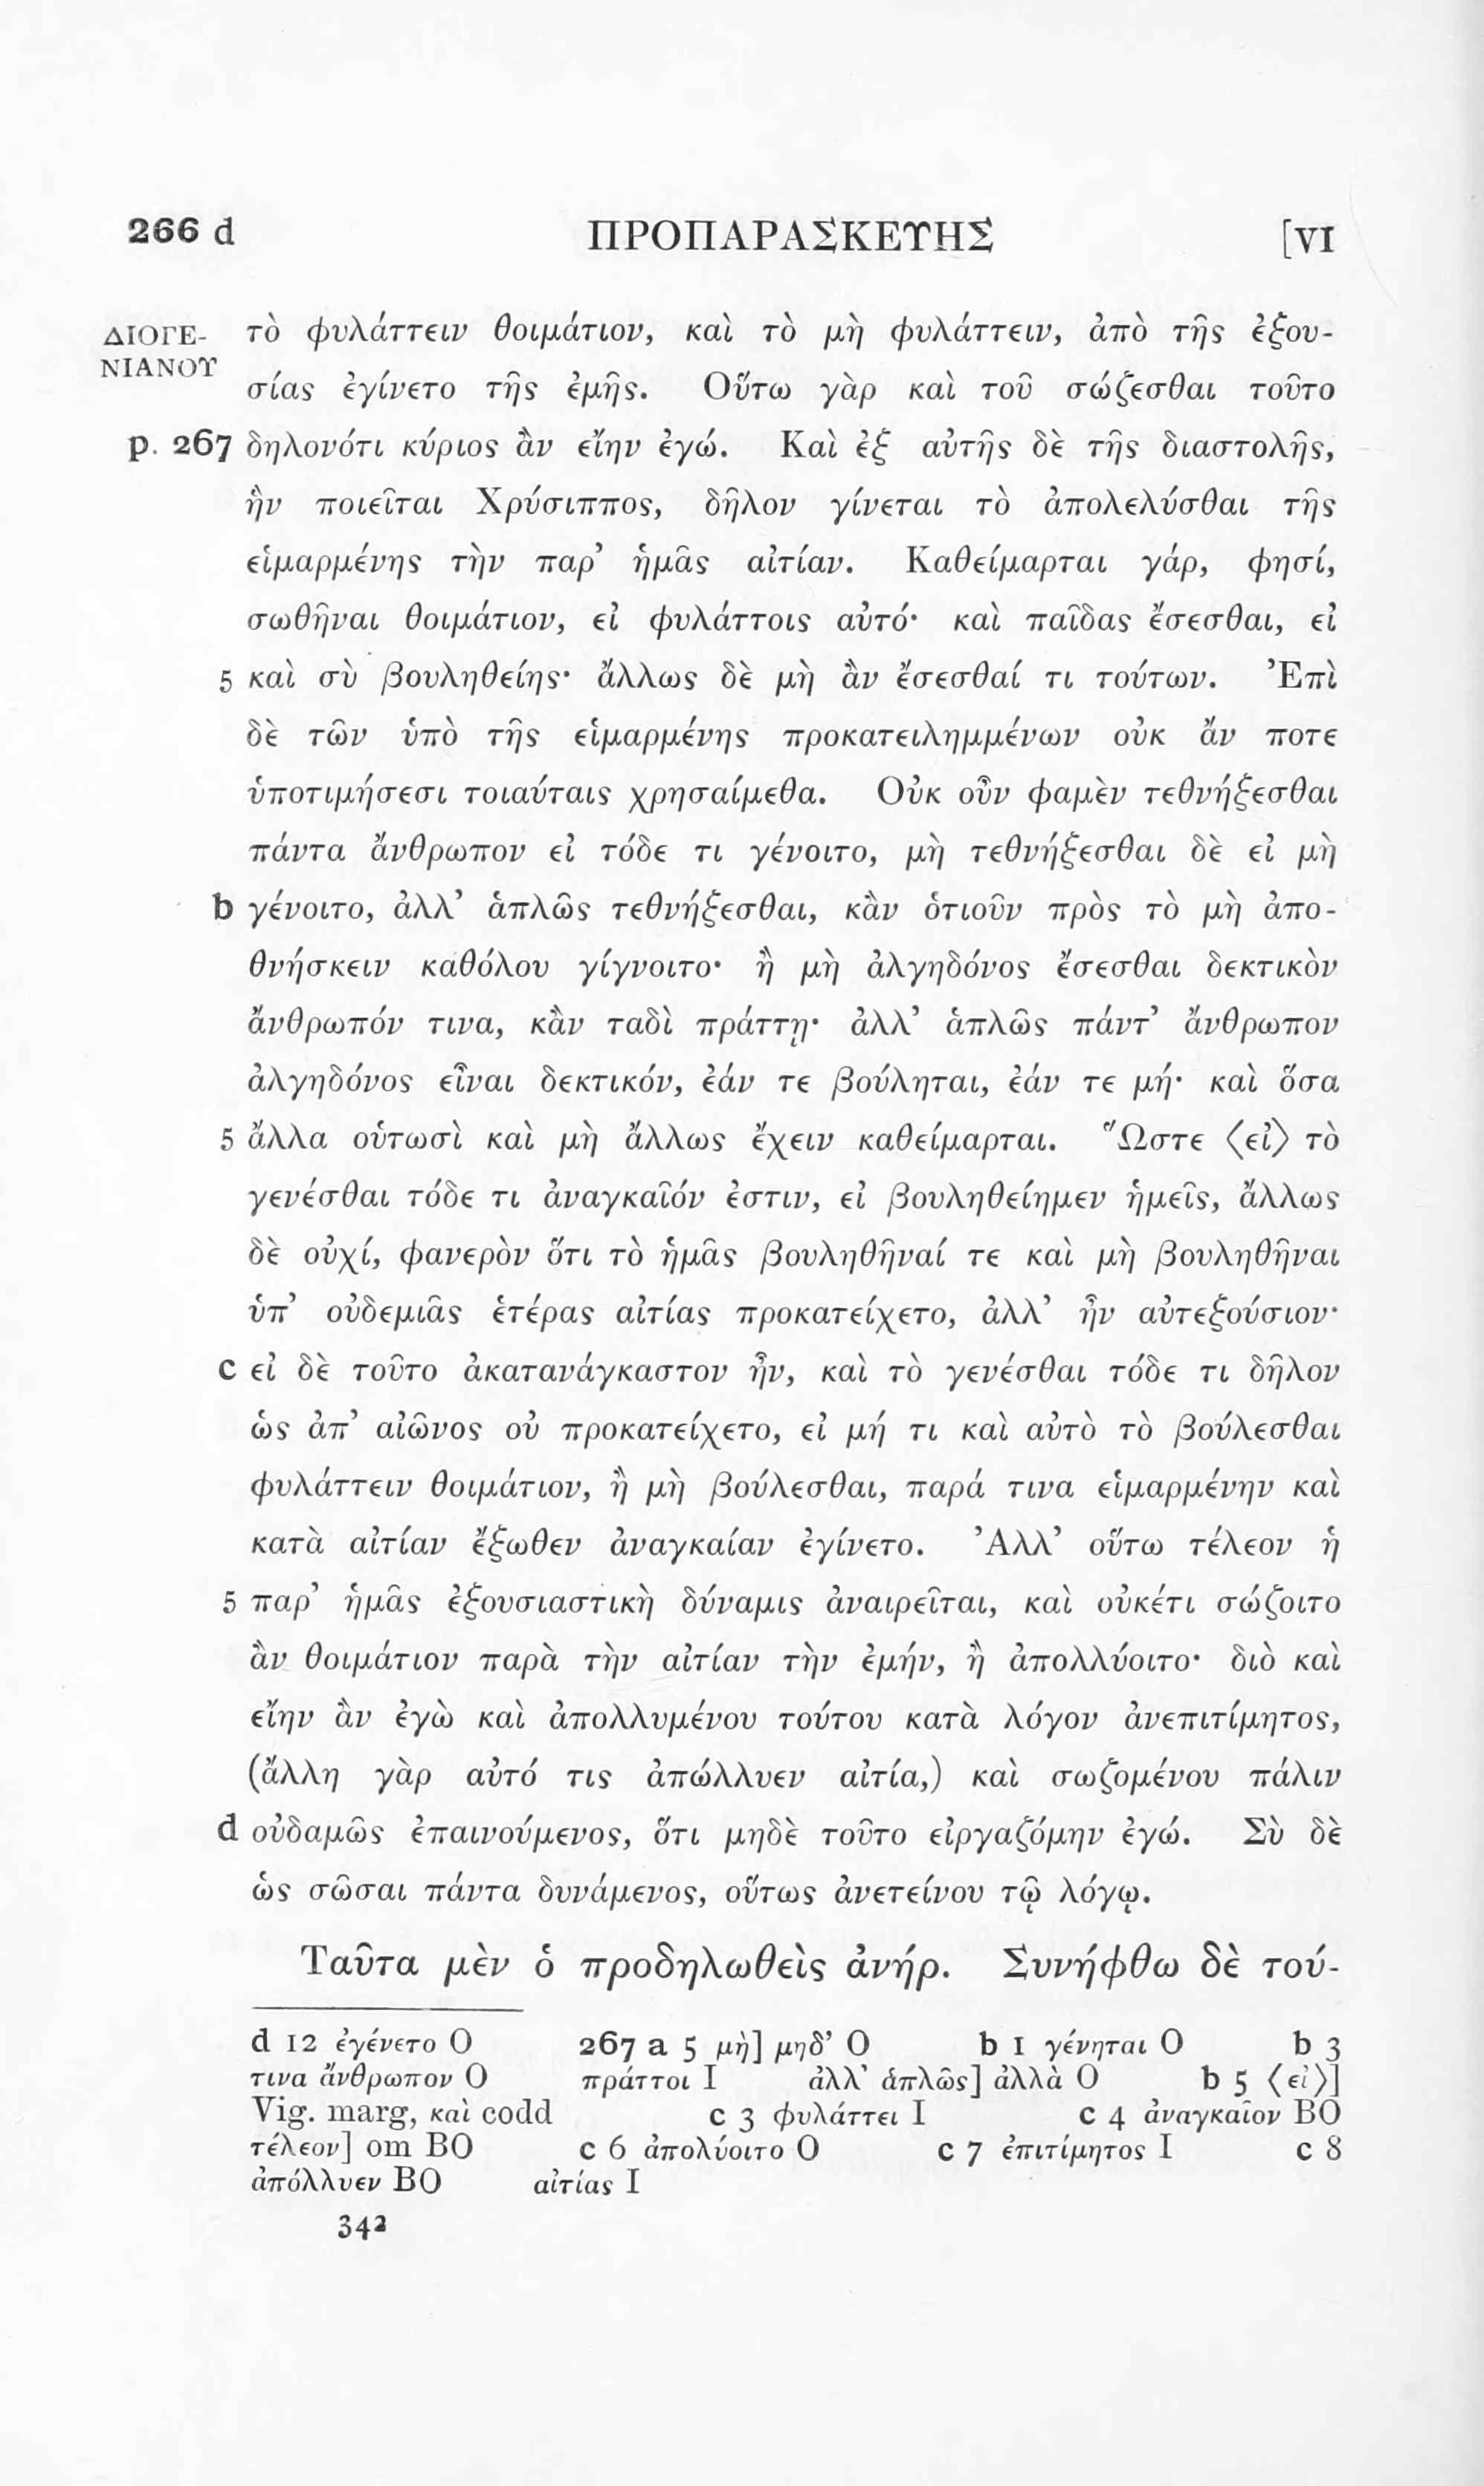 266 d ΠΡΟΠΑΡΑΣΚΕΥΗΣ [VI
ΔΙΟΓΕ- τὸ φυλάττειν θοιμάτιον, καὶ τὸ μὴ φυλάττειν, ἀπὸ τῆς ἐξου-
ΝΙΑΝΟΥ
σίας ἐγίνετο τῆς ἐμῆς. Οὕτω γὰρ καὶ τοῦ σώζεσθαι τοῦτο
p. 267 δηλονότι κύριος ἂν εἴην ἐγώ. Καὶ ἐξ αὐτῆς δὲ τῆς διαστολῆς,
ἣν ποιεῖται Χρύσιππος, δῆλον γίνεται τὸ ἀπολελύσθαι τῆς
εἱμαρμένης τὴν παρ’ ἡμᾶς αἰτίαν. Καθείμαρται γάρ, φησί,
σωθῆναι θοιμάτιον, εἰ φυλάττοις αὐτό· καὶ παῖδας ἔσεσθαι, εἰ
5 καὶ σὺ βουληθείης· ἄλλως δὲ μὴ ἂν ἔσεσθαί τι τούτων. Ἐπὶ
δὲ τῶν ὑπὸ τῆς εἱμαρμένης προκατειλημμένων οὐκ ἄν ποτε
ὑποτιμήσεσι τοιαύταις χρησαίμεθα. Οὐκ οὖν φαμὲν τεθνήξεσθαι
πάντα ἄνθρωπον εἰ τόδε τι γένοιτο, μὴ τεθνήξεσθαι δὲ εἰ μὴ
b γένοιτο, ἀλλ’ ἁπλῶς τεθνήξεσθαι, κἂν ὁτιοῦν πρὸς τὸ μὴ ἀπο-
θνήσκειν καθόλου γίγνοιτο· ἢ μὴ ἀλγηδόνος ἔσεσθαι δεκτικὸν
ἄνθρωπόν τινα, κἂν ταδὶ πράττῃ· ἀλλ’ ἁπλῶς πάντ’ ἄνθρωπον
ἀλγηδόνος εἶναι δεκτικόν, ἐάν τε βούληται, ἐάν τε μή· καὶ ὅσα
5 ἄλλα οὑτωσὶ καὶ μὴ ἄλλως ἔχειν καθείμαρται. Ὥστε ⟨εἰ⟩ τὸ
γενέσθαι τόδε τι ἀναγκαῖόν ἐστιν, εἰ βουληθείημεν ἡμεῖς, ἄλλως
δὲ οὐχί, φανερὸν ὅτι τὸ ἡμᾶς βουληθῆναί τε καὶ μὴ βουληθῆναι
ὑπ’ οὐδεμιᾶς ἑτέρας αἰτίας προκατείχετο, ἀλλ’ ἦν αὐτεξούσιον·
c εἰ δὲ τοῦτο ἀκατανάγκαστον ἦν, καὶ τὸ γενέσθαι τόδε τι δῆλον
ὡς ἀπ’ αἰῶνος οὐ προκατείχετο, εἰ μή τι καὶ αὐτὸ τὸ βούλεσθαι
φυλάττειν θοιμάτιον, ἢ μὴ βούλεσθαι, παρά τινα εἱμαρμένην καὶ
κατὰ αἰτίαν ἔξωθεν ἀναγκαίαν ἐγίνετο. Ἀλλ’ οὕτω τέλεον ἡ
5 παρ’ ἡμᾶς ἐξουσιαστικὴ δύναμις ἀναιρεῖται, καὶ οὐκέτι σώζοιτο
ἂν θοιμάτιον παρὰ τὴν αἰτίαν τὴν ἐμήν, ἢ ἀπολλύοιτο· διὸ καὶ
εἴην ἂν ἐγὼ καὶ ἀπολλυμένου τούτου κατὰ λόγον ἀνεπιτίμητος,
(ἄλλη γὰρ αὐτό τις ἀπώλλυεν αἰτία,) καὶ σωζομένου πάλιν
d οὐδαμῶς ἐπαινούμενος, ὅτι μηδὲ τοῦτο εἰργαζόμην ἐγώ. Σὺ δὲ
ὡς σῶσαι πάντα δυνάμενος, οὕτως ἀνετείνου τῷ λόγῳ.
Ταῦτα μὲν ὁ προδηλωθεὶς ἀνήρ. Συνήφθω δὲ τού-
d 12 ἐγένετο O 267 a 5 μὴ] μηδ’ O b 1 γένηται O b 3
τινα ἄνθρωπον O πράττοι I ἀλλ’ ἁπλῶς] ἀλλὰ O b 5 ⟨εἰ⟩]
Vig. marg, καὶ codd c 3 φυλάττει I c 4 ἀναγκαῖον BO
τέλεον] om BO c 6 ἀπολύοιτο O c 7 ἐπιτίμητος I c 8
ἀπόλλυεν BO αἰτίας I
342